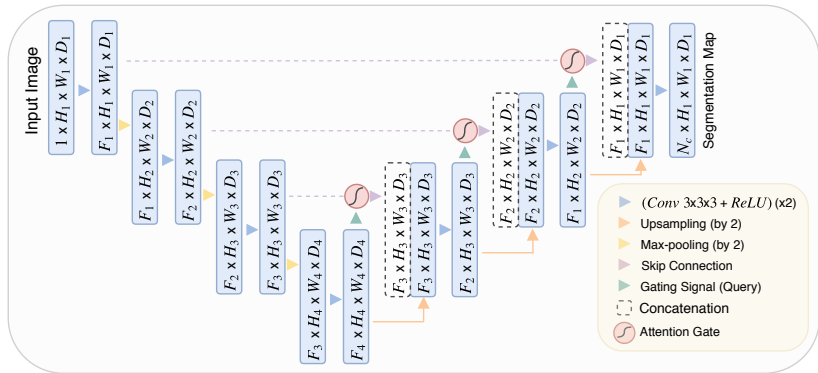 Input Image
1 x H₁ x W₁ x D₁
F₁ x H₁ x W₁ x D₁
F₁ x H₂ x W₂ x D₂
F₂ x H₂ x W₂ x D₂
F₂ x H₃ x W₃ x D₃
F₃ x H₃ x W₃ x D₃
F₃ x H₄ x W₄ x D₄
F₄ x H₄ x W₄ x D₄
F₃ x H₃ x W₃ x D₃
F₃ x H₃ x W₃ x D₃
F₂ x H₃ x W₃ x D₃
F₂ x H₂ x W₂ x D₂
F₂ x H₂ x W₂ x D₂
F₁ x H₂ x W₂ x D₂
F₁ x H₁ x W₁ x D₁
F₁ x H₁ x W₁ x D₁
N_c x H₁ x W₁ x D₁
Segmentation Map
(Conv 3x3x3 + ReLU) (x2)
Upsampling (by 2)
Max-pooling (by 2)
Skip Connection
Gating Signal (Query)
Concatenation
Attention Gate